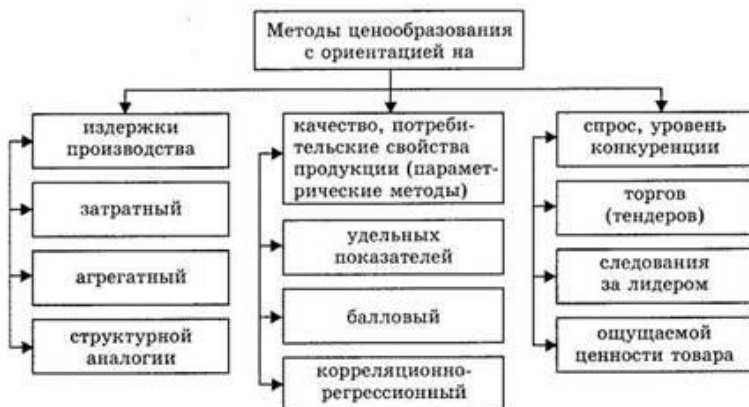 Методы ценообразования
с ориентацией на
издержки
производства
затратный
агрегатный
структурной
аналогии
качество, потреби-
тельские свойства
продукции (парамет-
рические методы)
удельных
показателей
балловый
корреляционно-
регрессионный
спрос, уровень
конкуренции
торгов
(тендеров)
следования
за лидером
ощущаемой
ценности товара